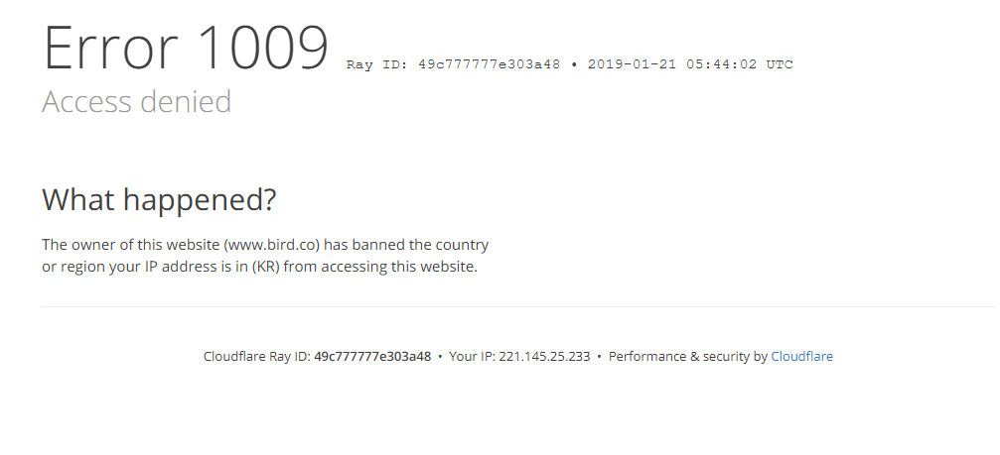 Error 1009 Ray ID: 49c777777e303a48 • 2019-01-21 05:44:02 UTC
Access denied
What happened?
The owner of this website (www.bird.co) has banned the country
or region your IP address is in (KR) from accessing this website.
Cloudflare Ray ID: 49c777777e303a48 • Your IP: 221.145.25.233 • Performance & security by Cloudflare